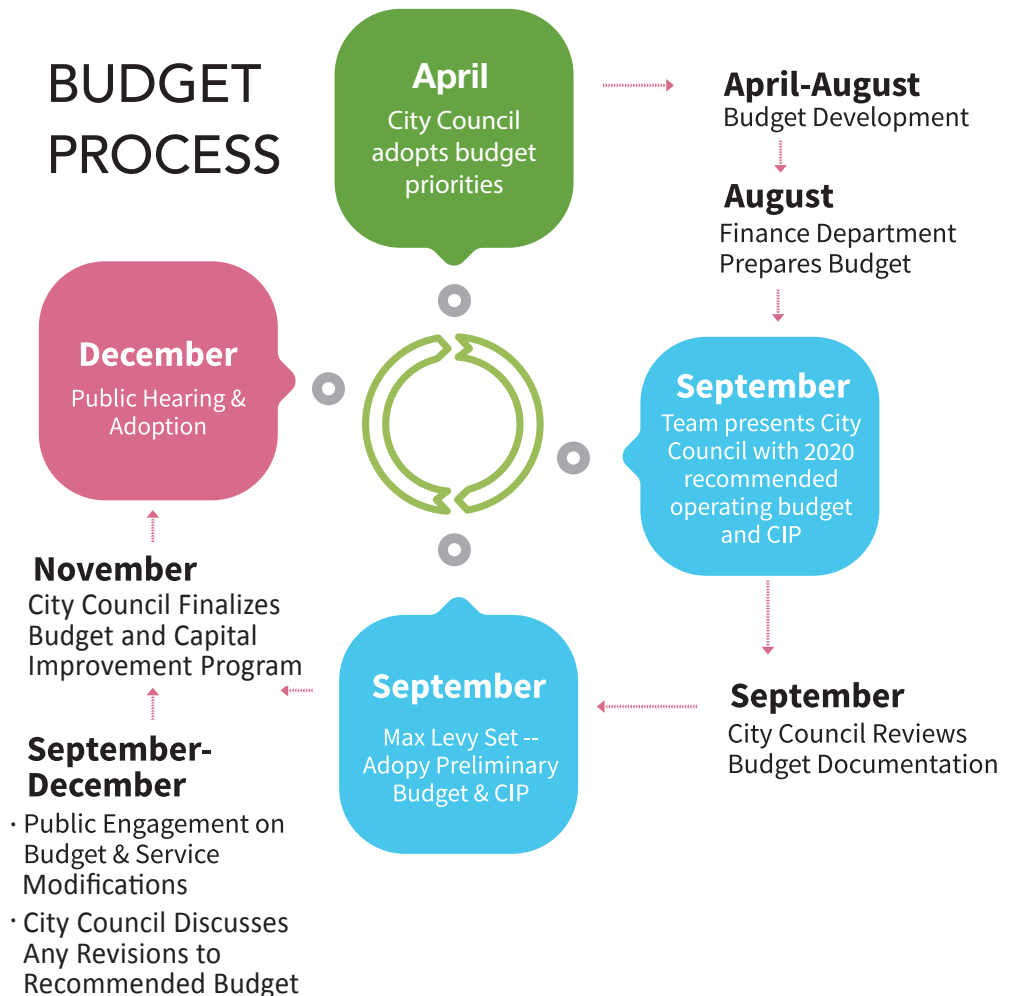 BUDGET
PROCESS
April
City Council
adopts budget
priorities
April-August
Budget Development
August
Finance Department
Prepares Budget
September
Team presents City
Council with 2020
recommended
operating budget
and CIP
September
City Council Reviews
Budget Documentation
September
Max Levy Set --
Adopy Preliminary
Budget & CIP
September-
December
· Public Engagement on
Budget & Service
Modifications
· City Council Discusses
Any Revisions to
Recommended Budget
November
City Council Finalizes
Budget and Capital
Improvement Program
December
Public Hearing &
Adoption